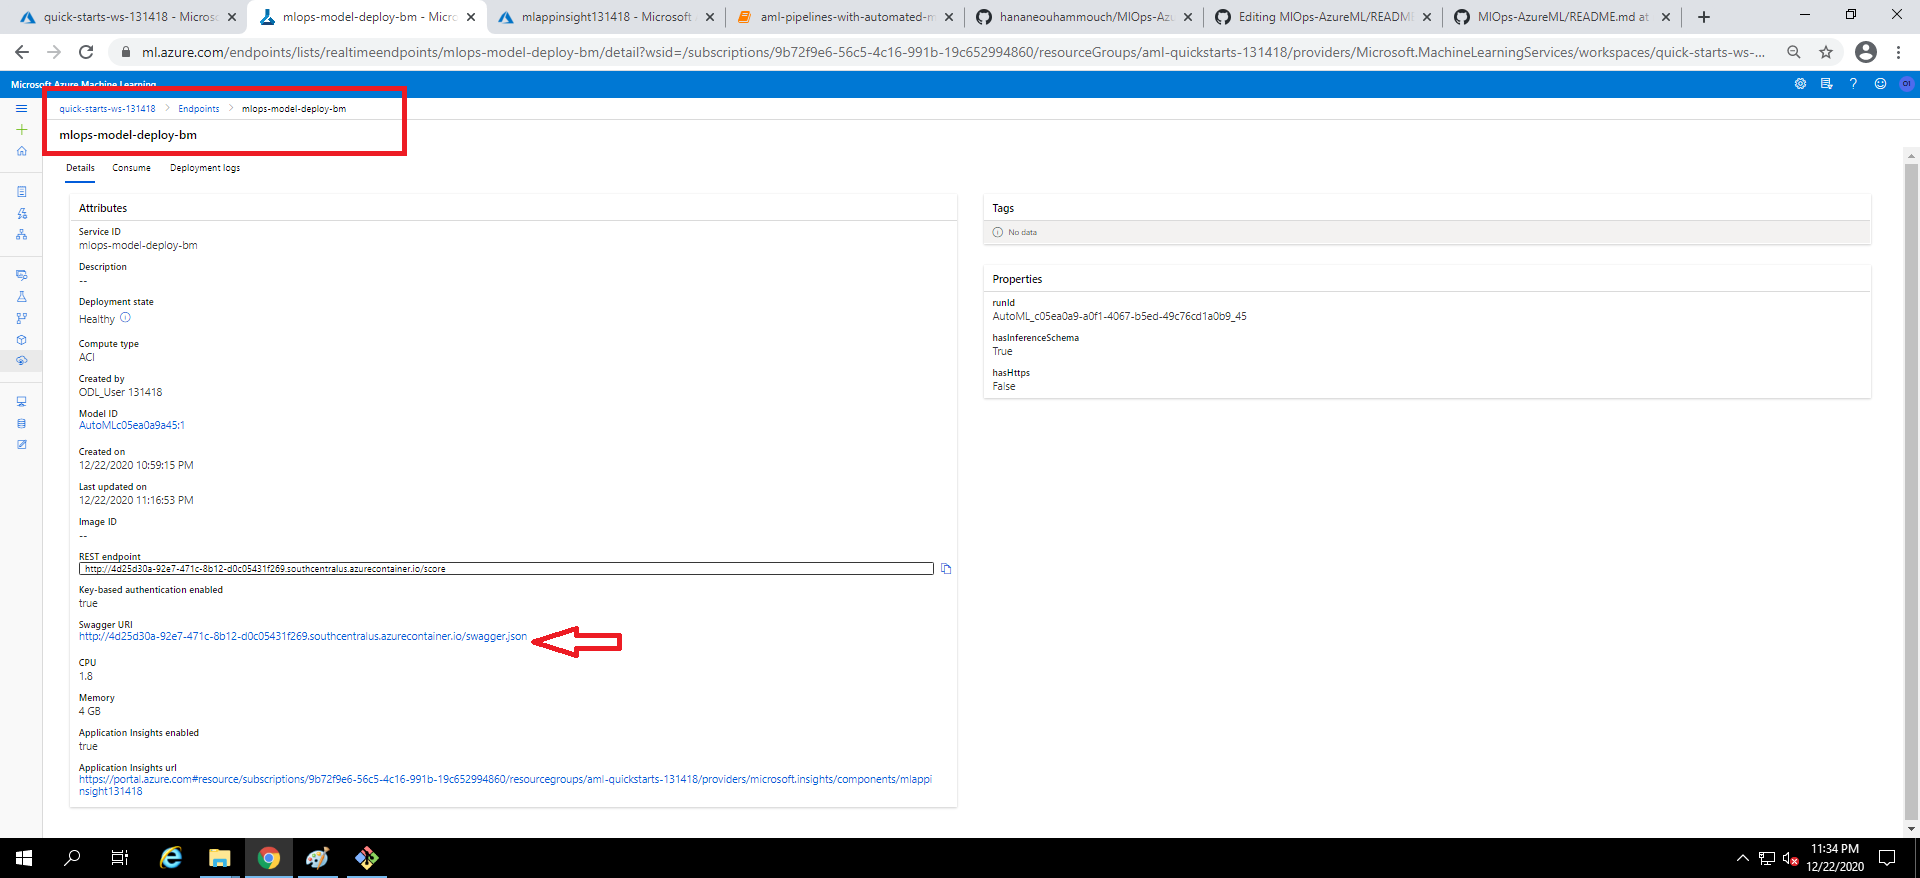 quick-starts-ws-131418 - Microso
mlops-model-deploy-bm - Micro
mlappinsight131418 - Microsoft
aml-pipelines-with-automated-m
hananeouhammouch/MlOps-Azu
Editing MlOps-AzureML/README
MlOps-AzureML/README.md at
ml.azure.com/endpoints/lists/realtimeendpoints/mlops-model-deploy-bm/detail?wsid=/subscriptions/9b72f9e6-56c5-4c16-991b-19c652994860/resourceGroups/aml-quickstarts-131418/providers/Microsoft.MachineLearningServices/workspaces/quick-starts-ws-...
Microsoft Azure Machine Learning
OI
quick-starts-ws-131418 > Endpoints > mlops-model-deploy-bm
mlops-model-deploy-bm
Details Consume Deployment logs
Attributes
Service ID
mlops-model-deploy-bm
Description
--
Deployment state
Healthy
Compute type
ACI
Created by
ODL_User 131418
Model ID
AutoMLc05ea0a9a45:1
Created on
12/22/2020 10:59:15 PM
Last updated on
12/22/2020 11:16:53 PM
Image ID
--
REST endpoint
http://4d25d30a-92e7-471c-8b12-d0c05431f269.southcentralus.azurecontainer.io/score
Key-based authentication enabled
true
Swagger URI
http://4d25d30a-92e7-471c-8b12-d0c05431f269.southcentralus.azurecontainer.io/swagger.json
CPU
1.8
Memory
4 GB
Application Insights enabled
true
Application Insights url
https://portal.azure.com#resource/subscriptions/9b72f9e6-56c5-4c16-991b-19c652994860/resourcegroups/aml-quickstarts-131418/providers/microsoft.insights/components/mlappi
nsight131418
Tags
No data
Properties
runId
AutoML_c05ea0a9-a0f1-4067-b5ed-49c76cd1a0b9_45
hasInferenceSchema
True
hasHttps
False
11:34 PM
12/22/2020